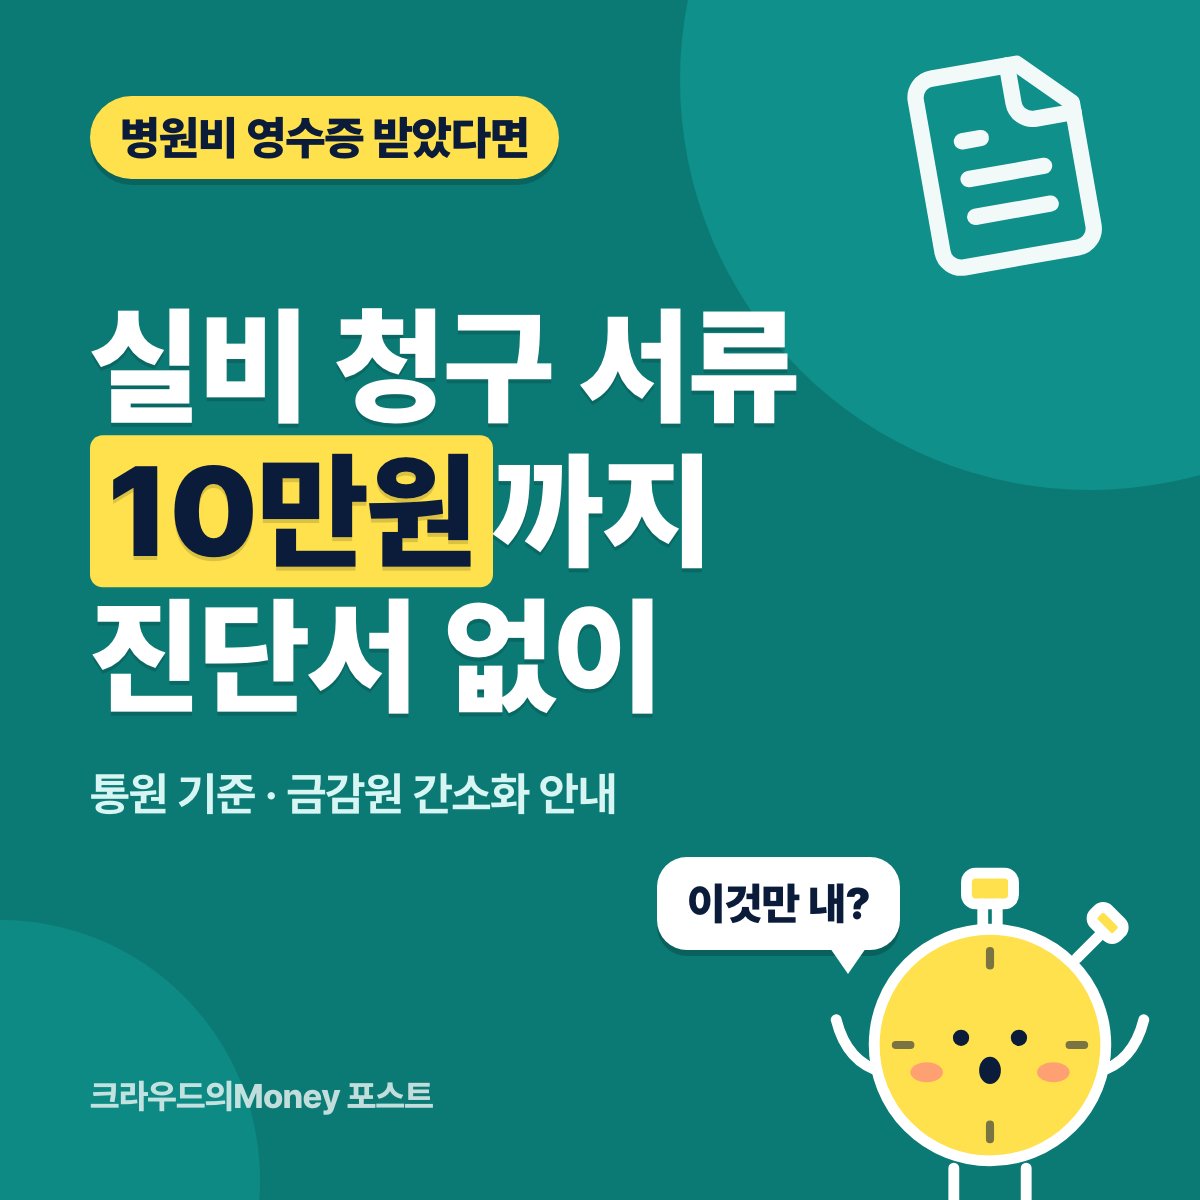 병원비 영수증 받았다면
실비 청구 서류
10만원까지
진단서 없이
통원 기준 · 금감원 간소화 안내
이것만 내?
크라우드의Money 포스트